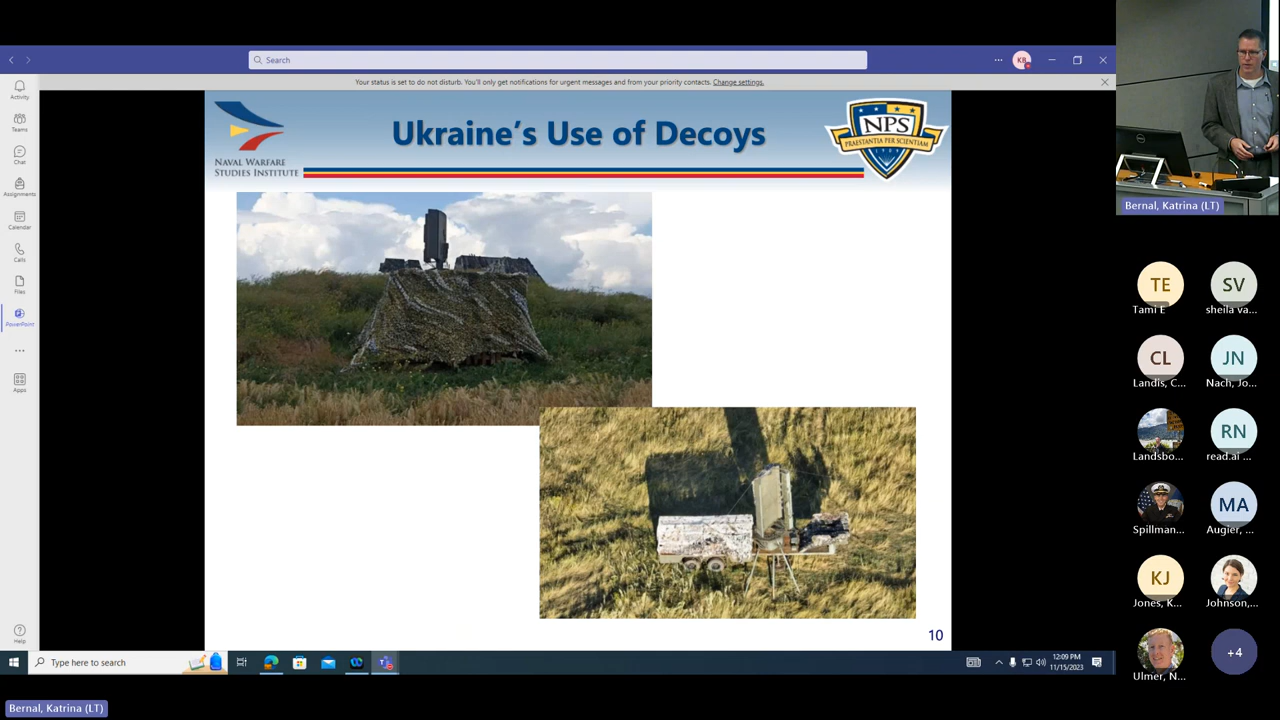 Search
KB
Your status is set to do not disturb. You'll only get notifications for urgent messages and from your priority contacts. Change settings.
Activity
Teams
Chat
Assignments
Calendar
Calls
Files
PowerPoint
Apps
Help
NAVAL WARFARE
STUDIES INSTITUTE
Ukraine's Use of Decoys
NPS
PRAESTANTIA PER SCIENTIAM
10
Bernal, Katrina (LT)
TE
Tami E
SV
sheila va...
CL
Landis, C...
JN
Nach, Jo...
Landsbo...
RN
read.ai ...
Spillman...
MA
Augier, ...
KJ
Jones, K...
Johnson,...
Ulmer, N...
+4
Type here to search
12:09 PM
11/15/2023
Bernal, Katrina (LT)